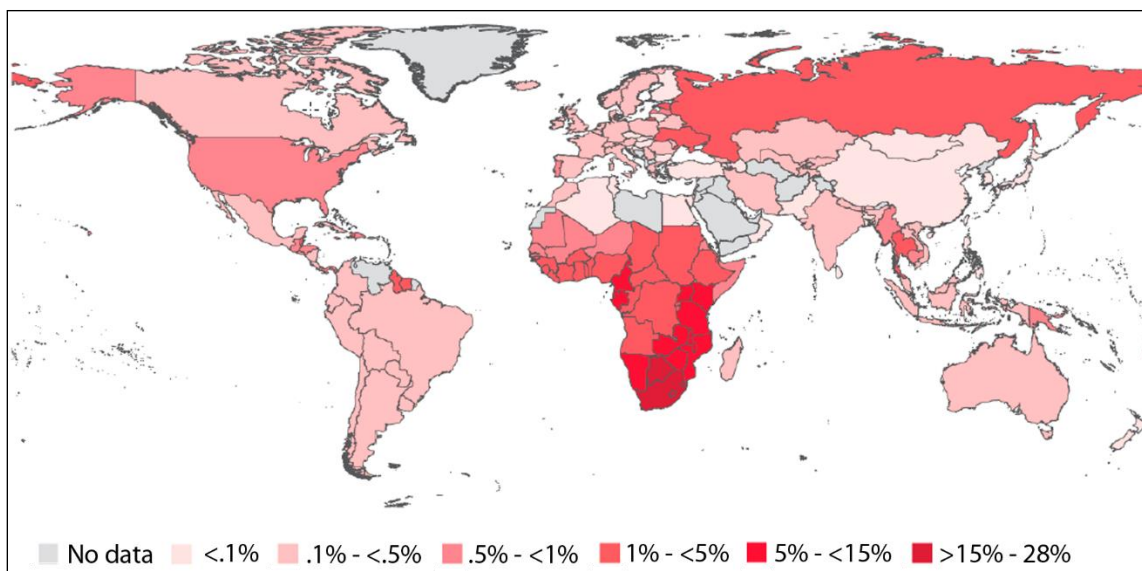 No data <.1% .1% - <.5% .5% - <1% 1% - <5% 5% - <15% >15% - 28%